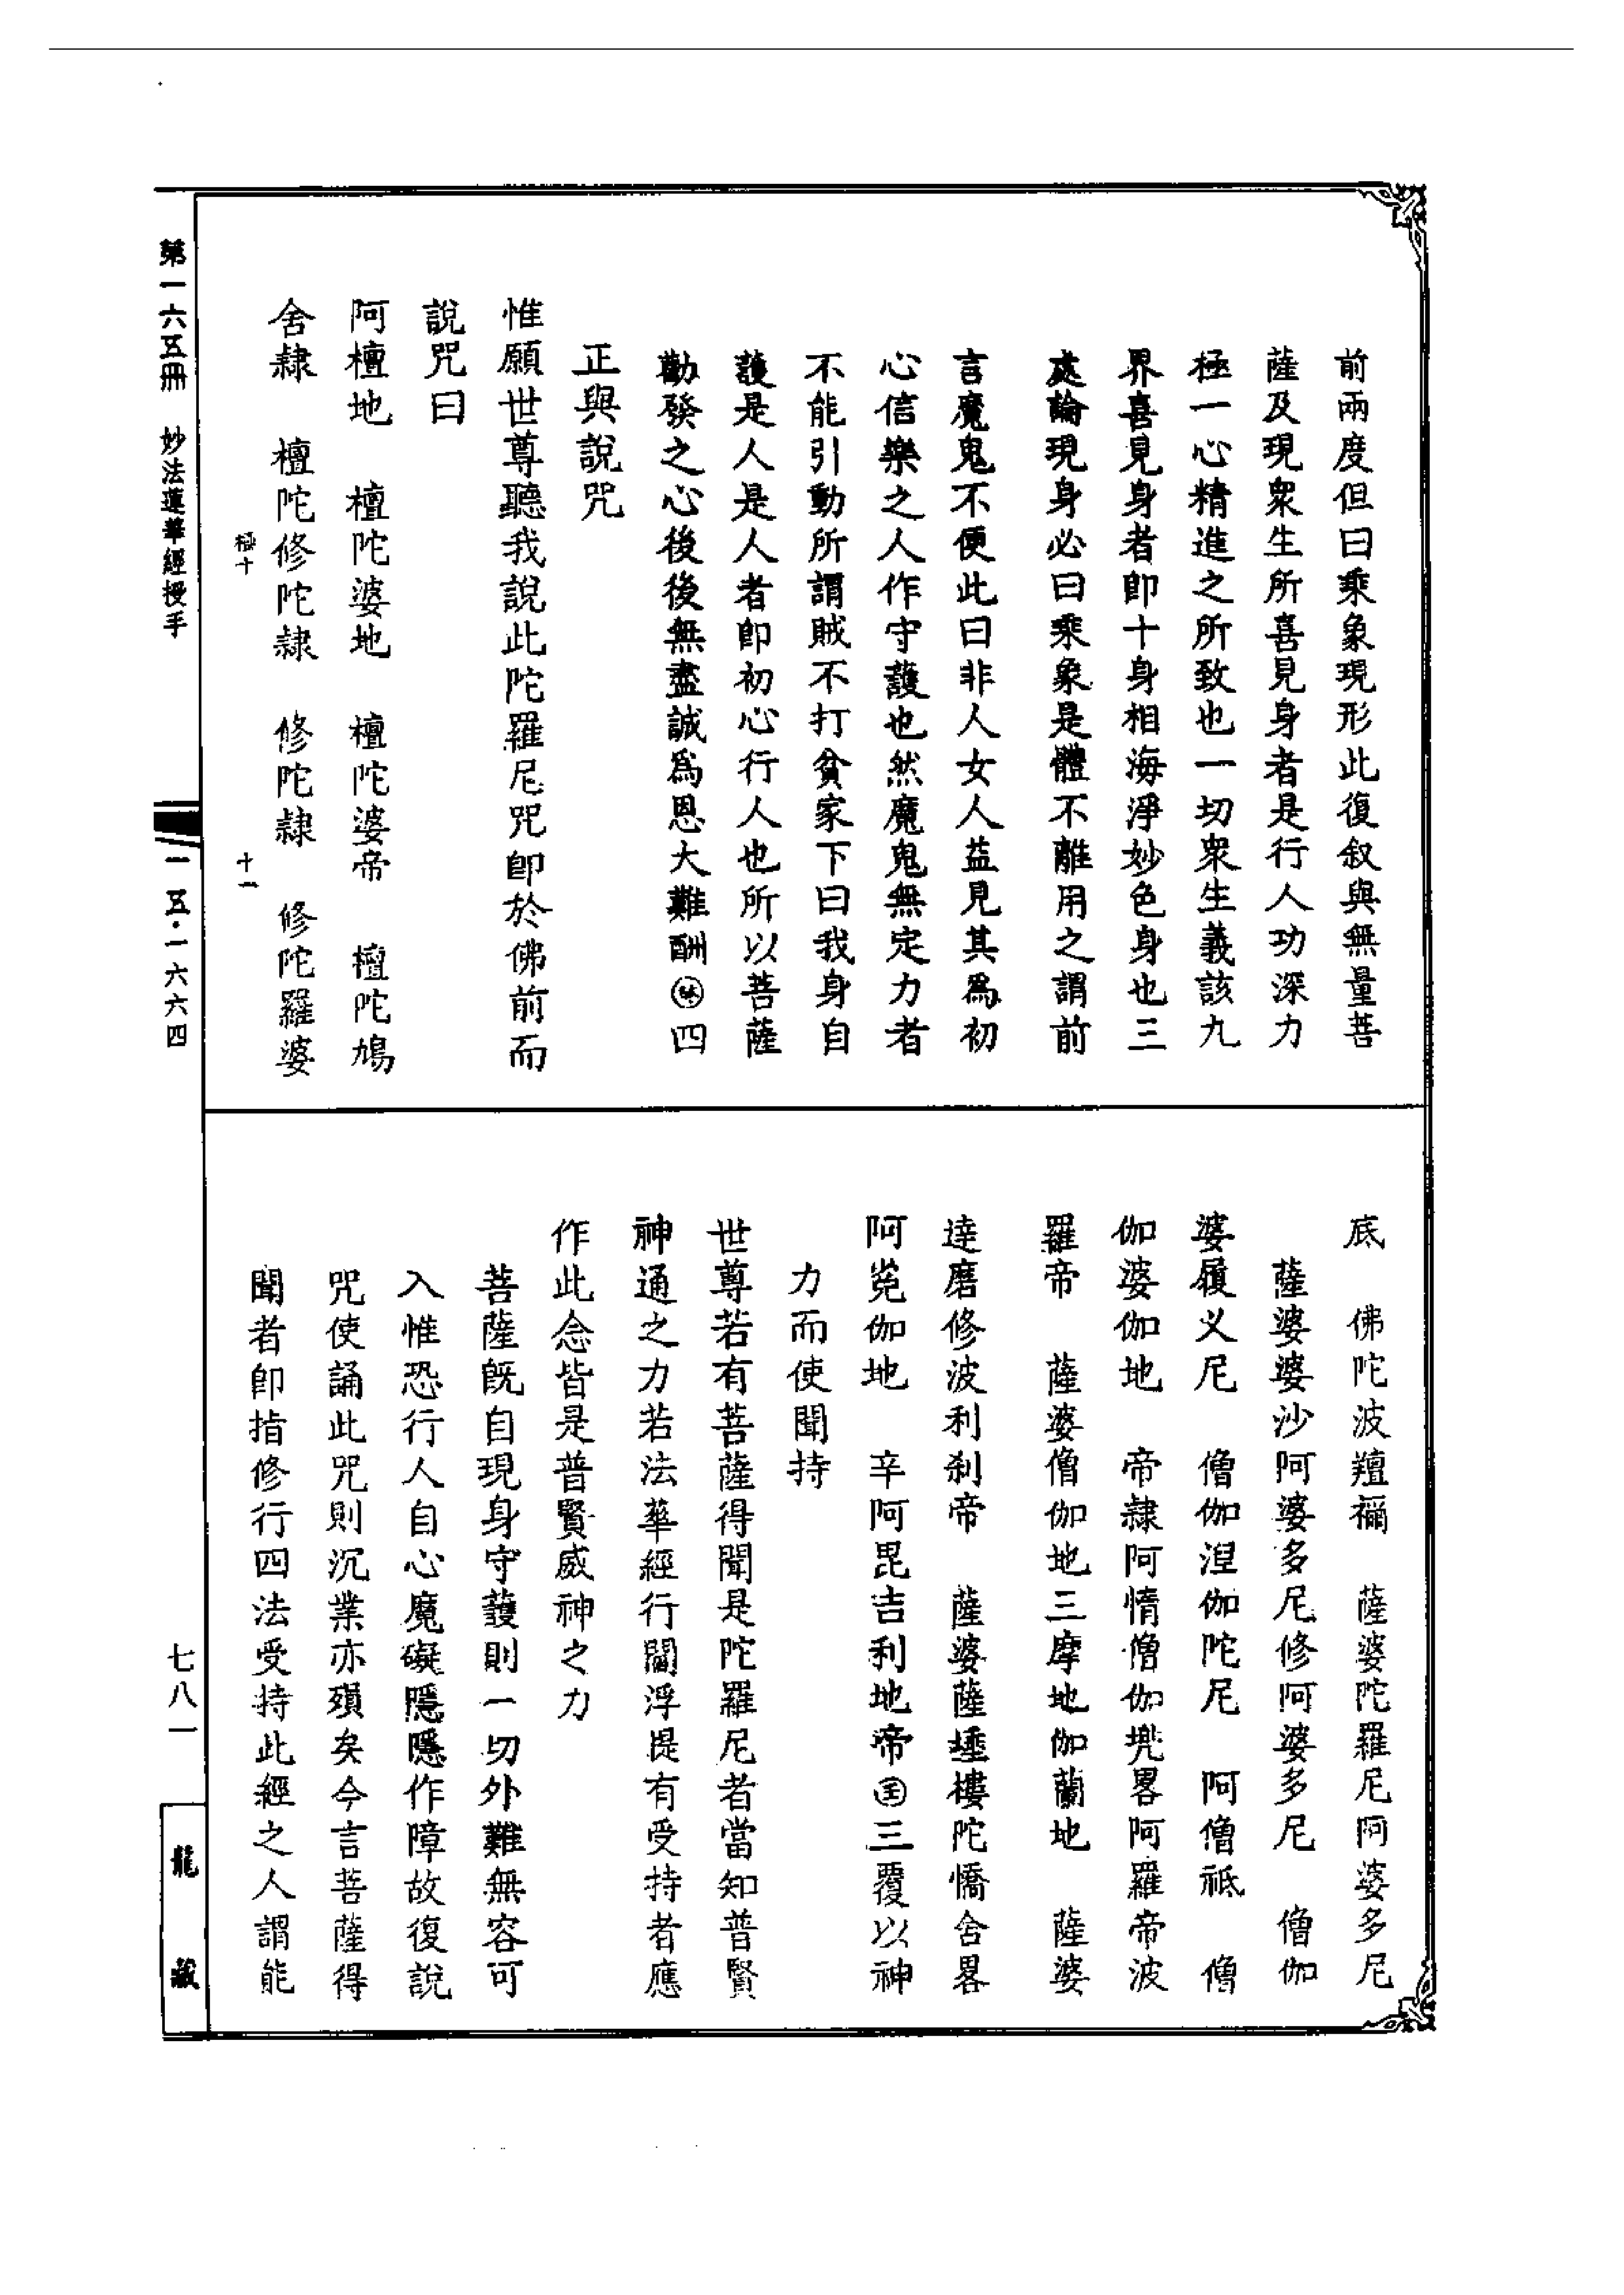 前兩度但曰乘象現形此復叙與無量菩
薩及現衆生所喜見身者是行人功深力
極一心精進之所致也一切衆生義該九
界喜見身者卽十身相海淨妙色身也三
處論現身必曰乘象是體不離用之謂前
言魔鬼不便此曰非人女人益見其爲初
心信樂之人作守護也然魔鬼無定力者
不能引動所謂賊不打貧家下曰我身自
護是人是人者卽初心行人也所以菩薩
勸發之心後後無盡誠爲恩大難酬四
正與說咒
惟願世尊聽我說此陀羅尼咒卽於佛前而
說咒曰
阿檀地 檀陀婆地 檀陀婆帝 檀陀鳩
舍隸 檀陀修陀隸 修陀隸 修陀羅婆
極十 十一
底 佛陀波羶禰 薩婆陀羅尼阿婆多尼
薩婆婆沙阿婆多尼修阿婆多尼 僧伽
婆履义尼 僧伽涅伽陀尼 阿僧祗 僧
伽婆伽地 帝隸阿惰僧伽兜畧阿羅帝波
羅帝 薩婆僧伽地三摩地伽蘭地 薩婆
達磨修波利刹帝 薩婆薩埵樓陀憍舍畧
阿㝹伽地 辛阿毘吉利地帝三覆以神
力而使聞持
世尊若有菩薩得聞是陀羅尼者當知普賢
神通之力若法華經行閻浮提有受持者應
作此念皆是普賢威神之力
菩薩旣自現身守護則一切外難無容可
入惟恐行人自心魔礙隱隱作障故復說
咒使誦此咒則沉業亦殞矣今言菩薩得
聞者卽指修行四法受持此經之人謂能
第一六五冊 妙法蓮華經授手
一五·一六六四
七八一
龍藏